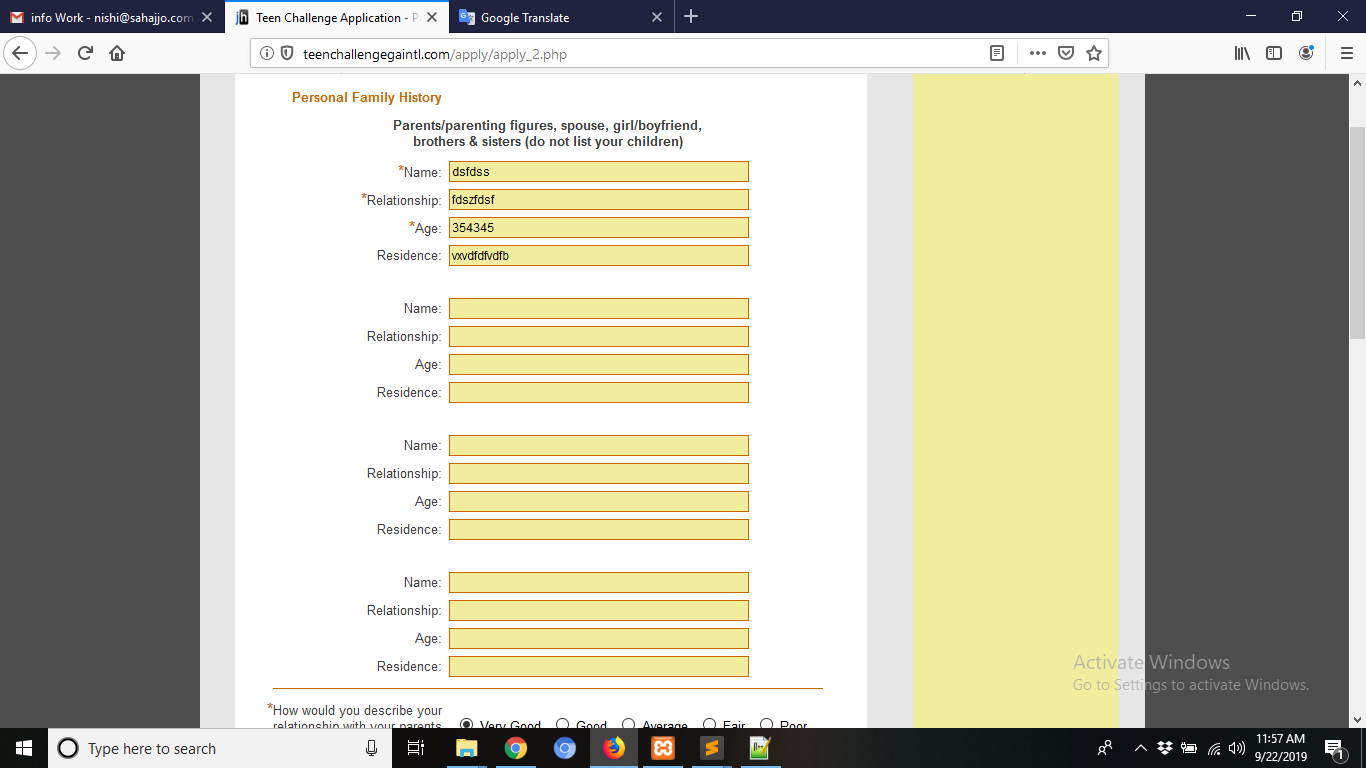 info Work - nishi@sahajjo.com
Teen Challenge Application - P
Google Translate
teenchallengegaintl.com/apply/apply_2.php
Personal Family History
Parents/parenting figures, spouse, girl/boyfriend,
brothers & sisters (do not list your children)
*Name: dsfdss
*Relationship: fdszfdsf
*Age: 354345
Residence: vxvdfdfvdfb
Name:
Relationship:
Age:
Residence:
Name:
Relationship:
Age:
Residence:
Name:
Relationship:
Age:
Residence:
*How would you describe your
relationship with your parents Very Good Good Average Fair Poor
Activate Windows
Go to Settings to activate Windows.
Type here to search
11:57 AM
9/22/2019
1